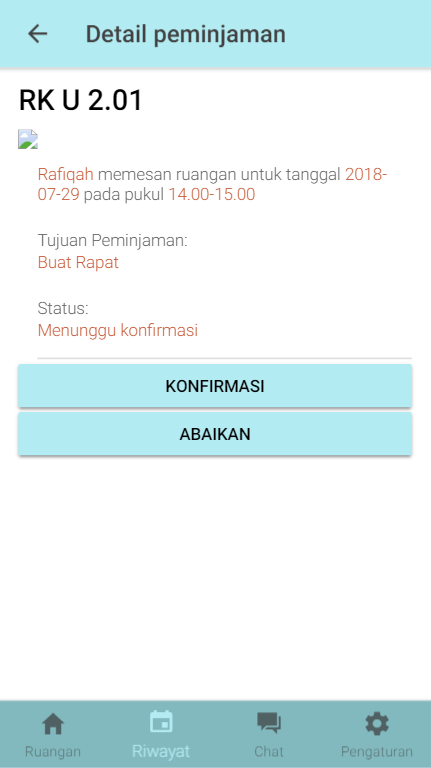 Detail peminjaman
RK U 2.01
Rafiqah memesan ruangan untuk tanggal 2018-
07-29 pada pukul 14.00-15.00
Tujuan Peminjaman:
Buat Rapat
Status:
Menunggu konfirmasi
KONFIRMASI
ABAIKAN
Ruangan
Riwayat
Chat
Pengaturan